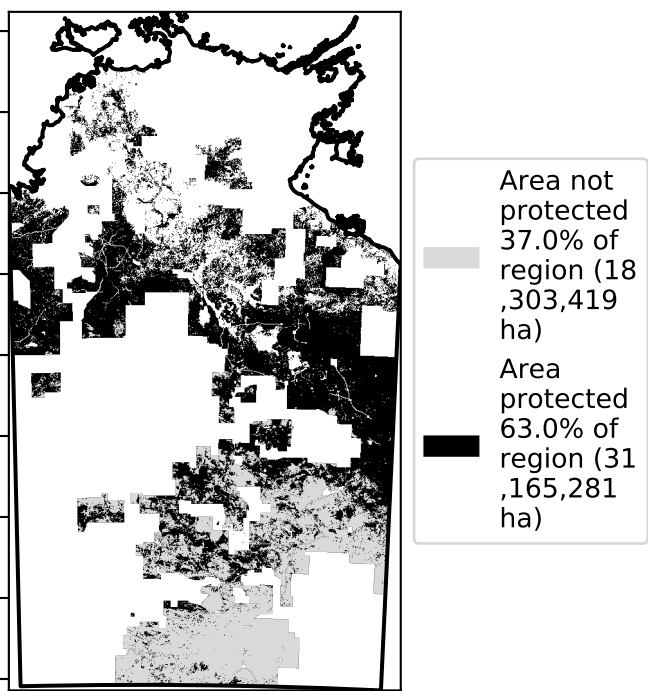 Area not
protected
37.0% of
region (18
,303,419
ha)
Area
protected
63.0% of
region (31
,165,281
ha)